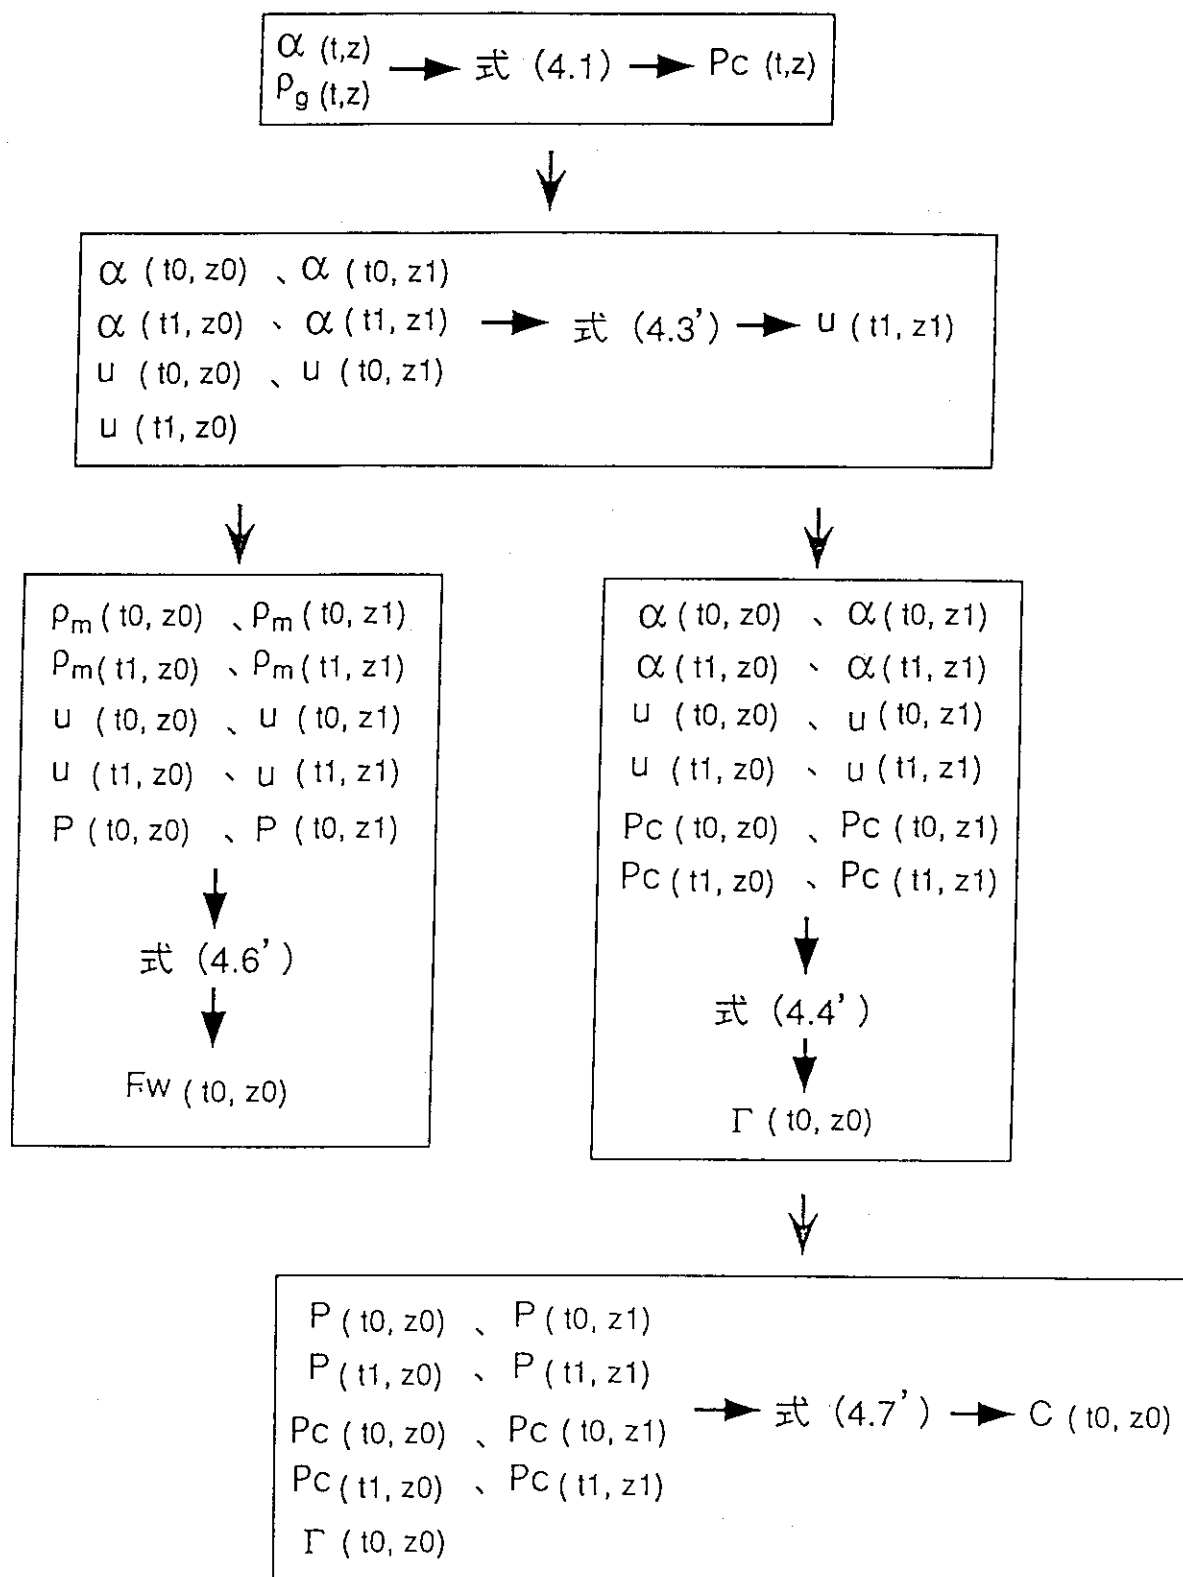 α (t,z)
ρg (t,z)
式 (4.1)
Pc (t,z)
α (t0, z0) 、α (t0, z1)
α (t1, z0) 、α (t1, z1)
u (t0, z0) 、u (t0, z1)
u (t1, z0)
式 (4.3')
u (t1, z1)
ρm (t0, z0) 、ρm (t0, z1)
ρm (t1, z0) 、ρm (t1, z1)
u (t0, z0) 、u (t0, z1)
u (t1, z0) 、u (t1, z1)
P (t0, z0) 、P (t0, z1)
式 (4.6')
Fw (t0, z0)
α (t0, z0) 、α (t0, z1)
α (t1, z0) 、α (t1, z1)
u (t0, z0) 、u (t0, z1)
u (t1, z0) 、u (t1, z1)
Pc (t0, z0) 、Pc (t0, z1)
Pc (t1, z0) 、Pc (t1, z1)
式 (4.4')
Γ (t0, z0)
P (t0, z0) 、P (t0, z1)
P (t1, z0) 、P (t1, z1)
Pc (t0, z0) 、Pc (t0, z1)
Pc (t1, z0) 、Pc (t1, z1)
Γ (t0, z0)
式 (4.7')
C (t0, z0)